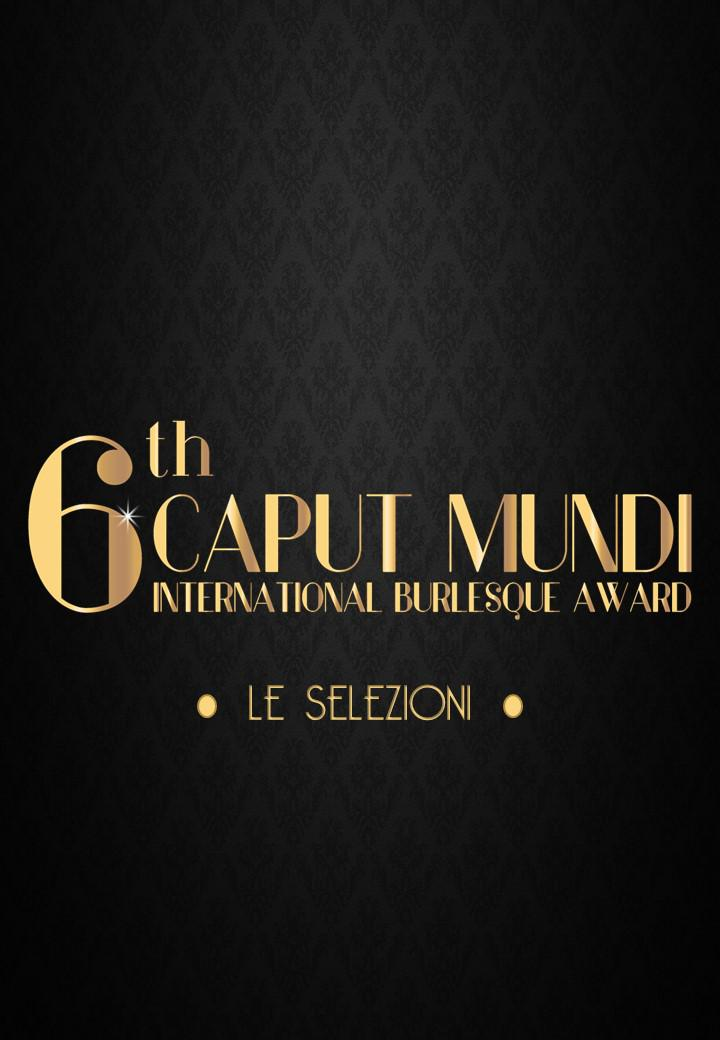 6th
CAPUT MUNDI
INTERNATIONAL BURLESQUE AWARD
• LE SELEZIONI •